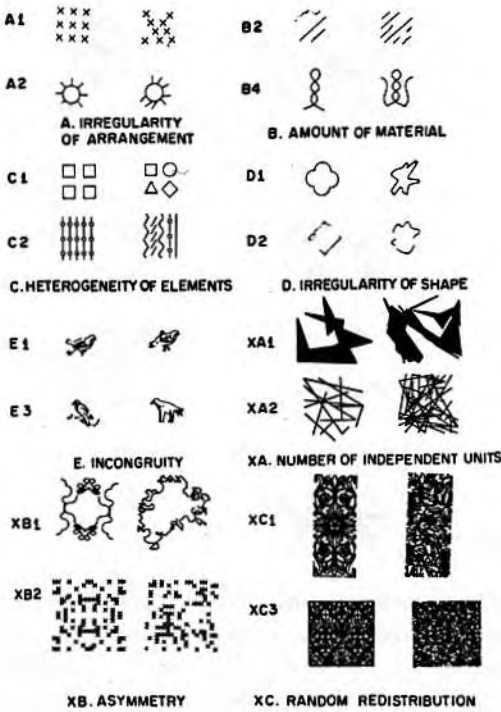 A1
B2
A2
B4
A. IRREGULARITY
OF ARRANGEMENT
B. AMOUNT OF MATERIAL
C1
D1
C2
D2
C. HETEROGENEITY OF ELEMENTS
D. IRREGULARITY OF SHAPE
E1
XA1
E3
XA2
E. INCONGRUITY
XA. NUMBER OF INDEPENDENT UNITS
XB1
XC1
XB2
XC3
XB. ASYMMETRY
XC. RANDOM REDISTRIBUTION